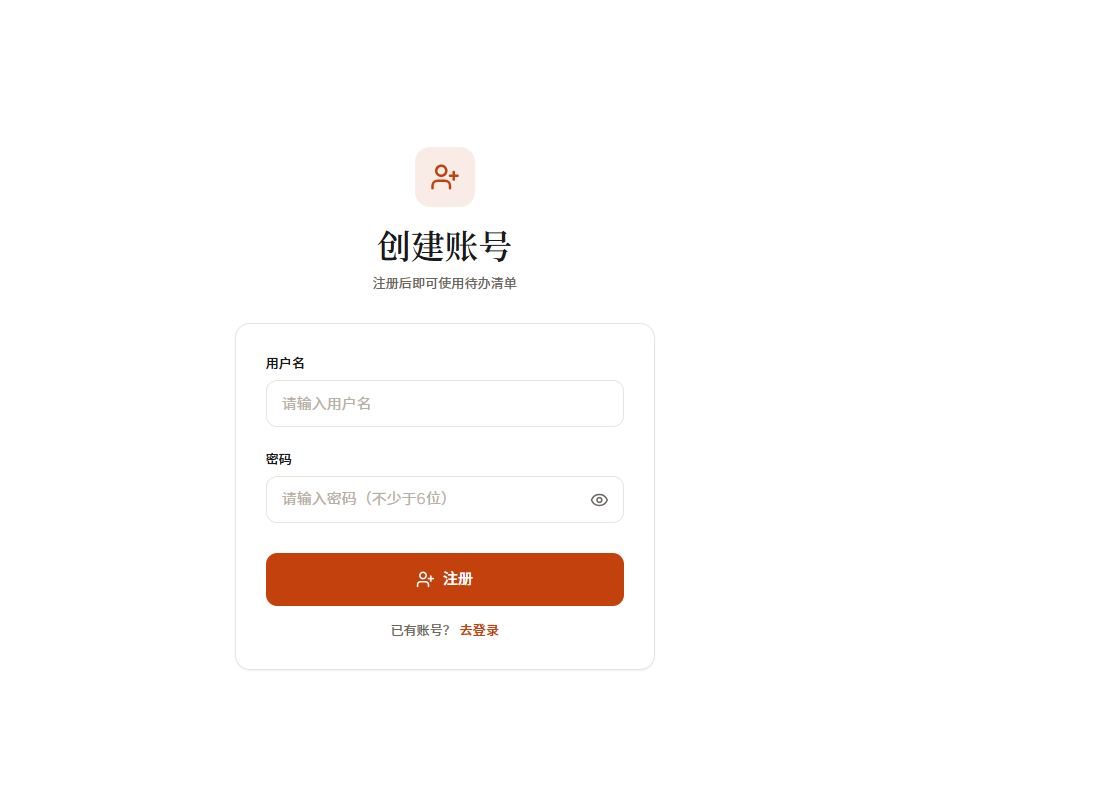 创建账号
注册后即可使用待办清单
用户名
请输入用户名
密码
请输入密码（不少于6位）
注册
已有账号？ 去登录